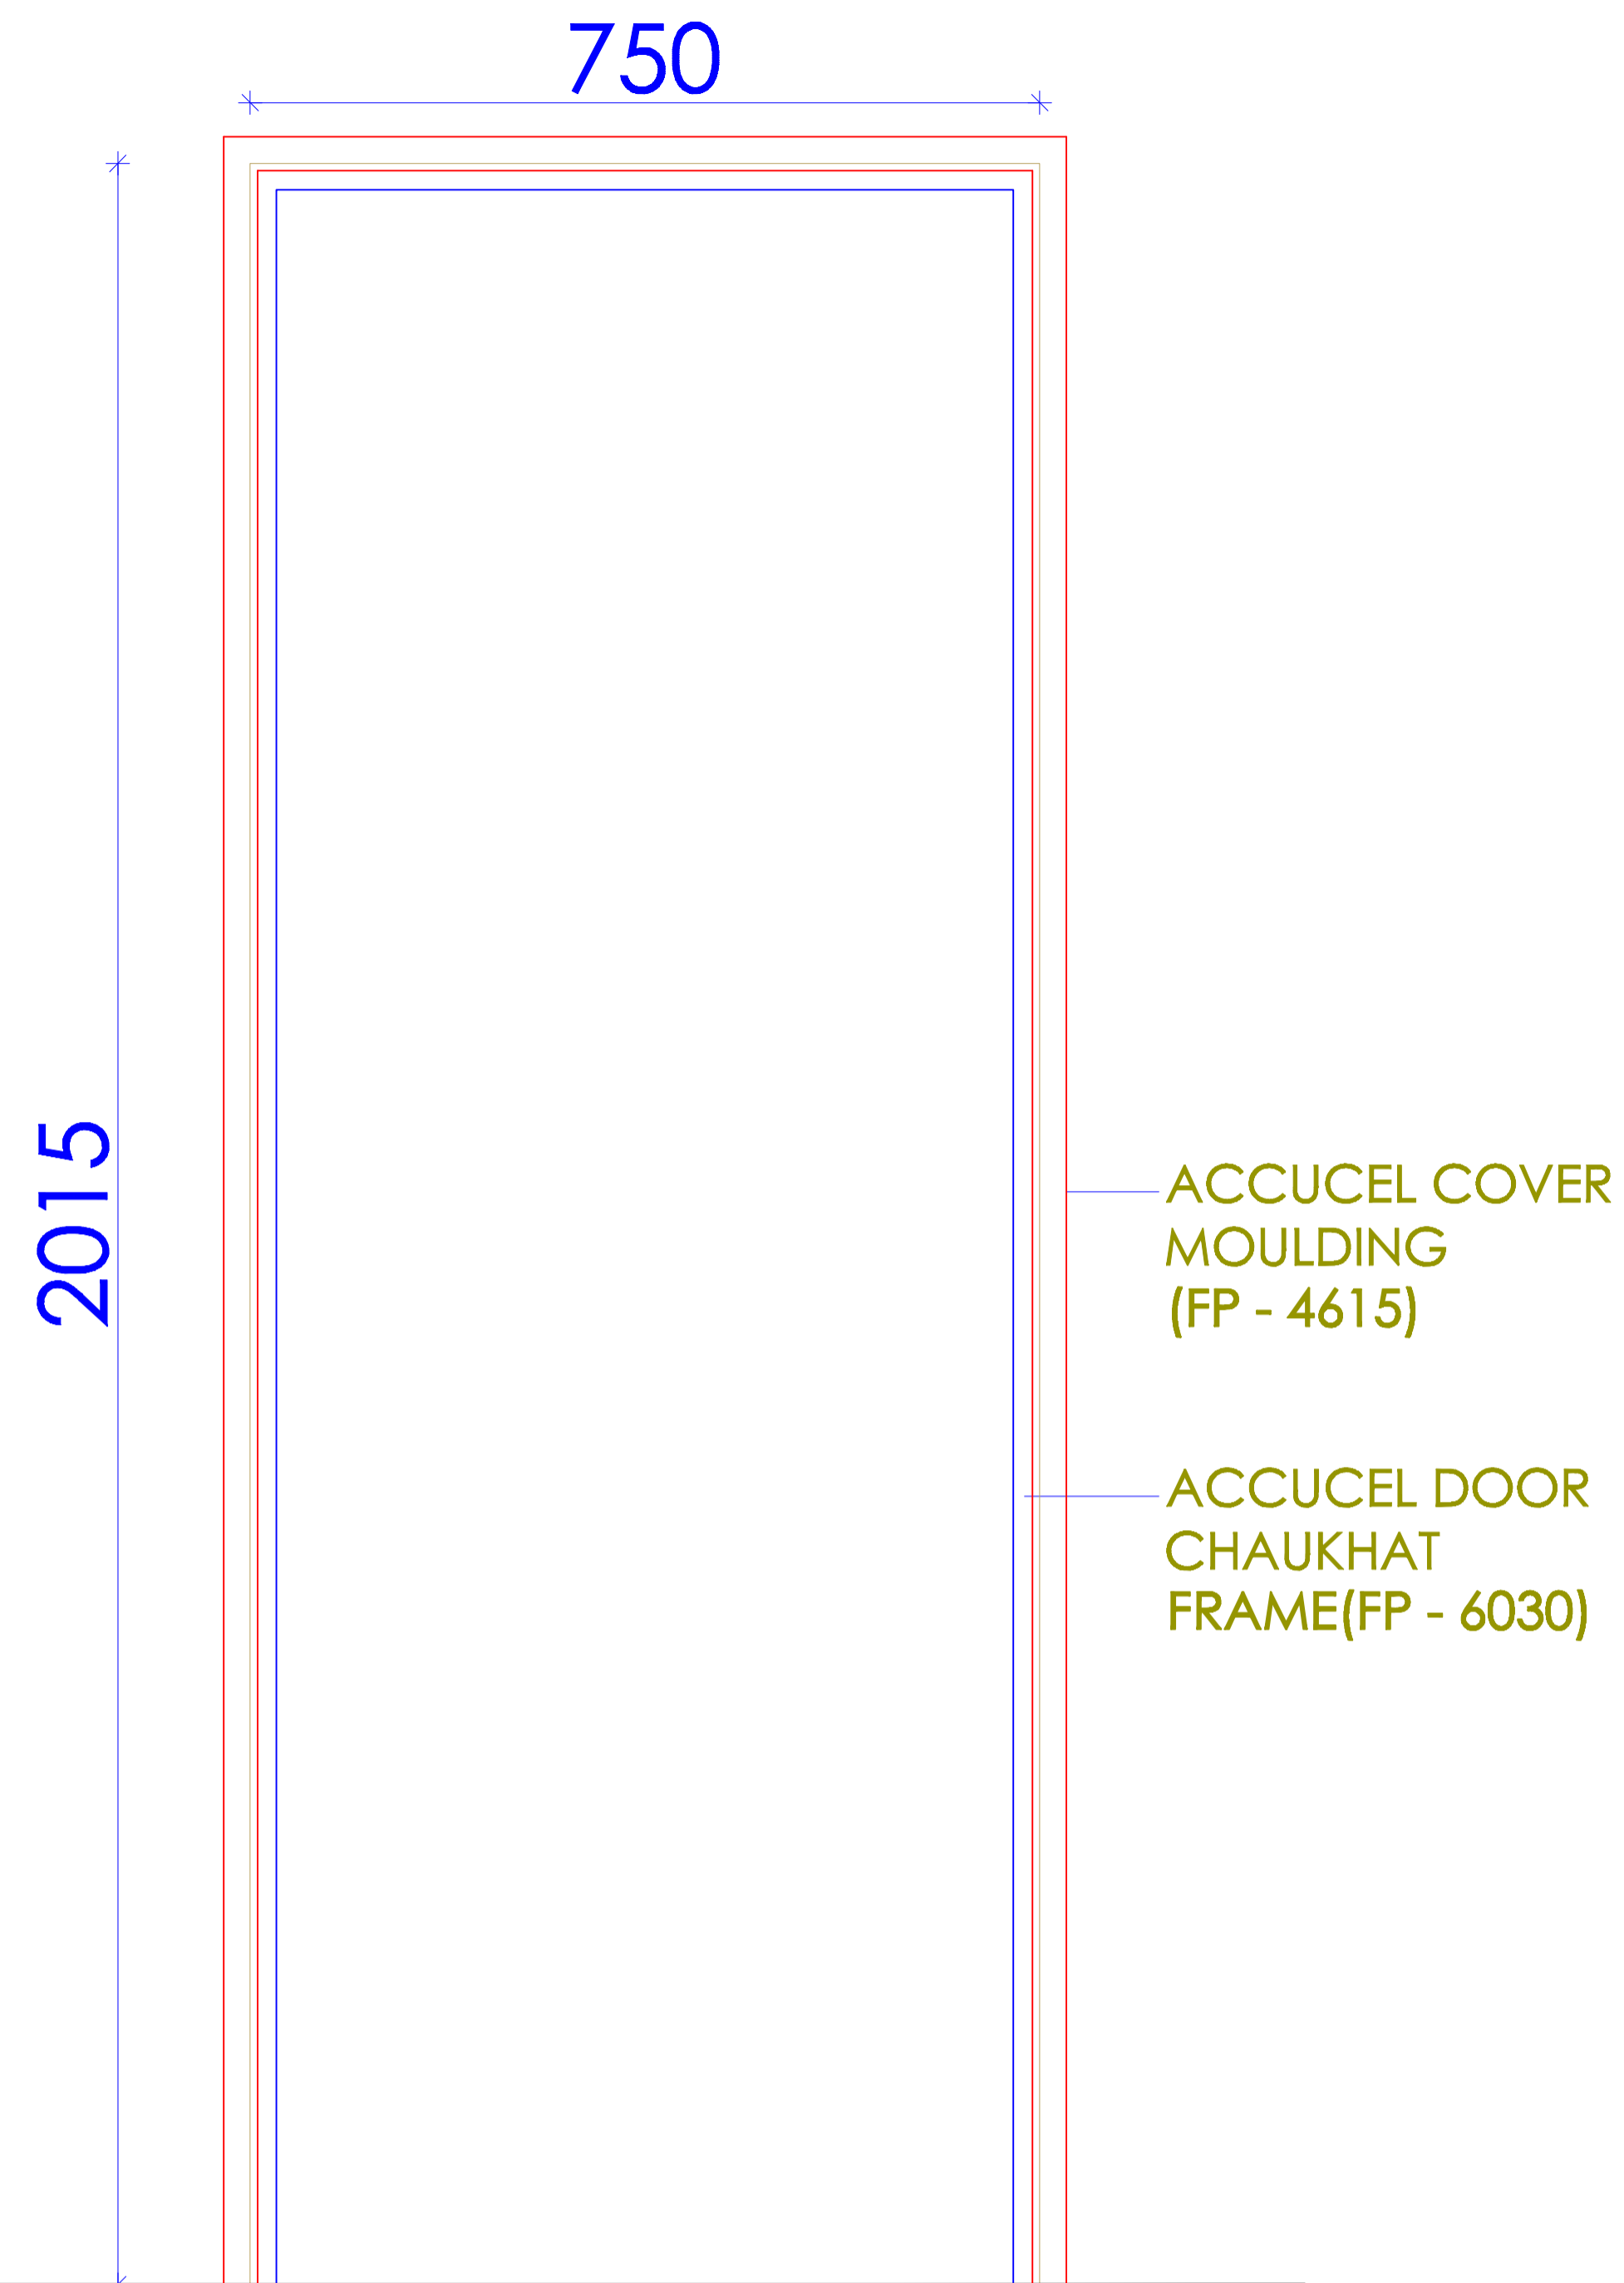 750
2015
ACCUCEL COVER
MOULDING
(FP - 4615)
ACCUCEL DOOR
CHAUKHAT
FRAME(FP - 6030)